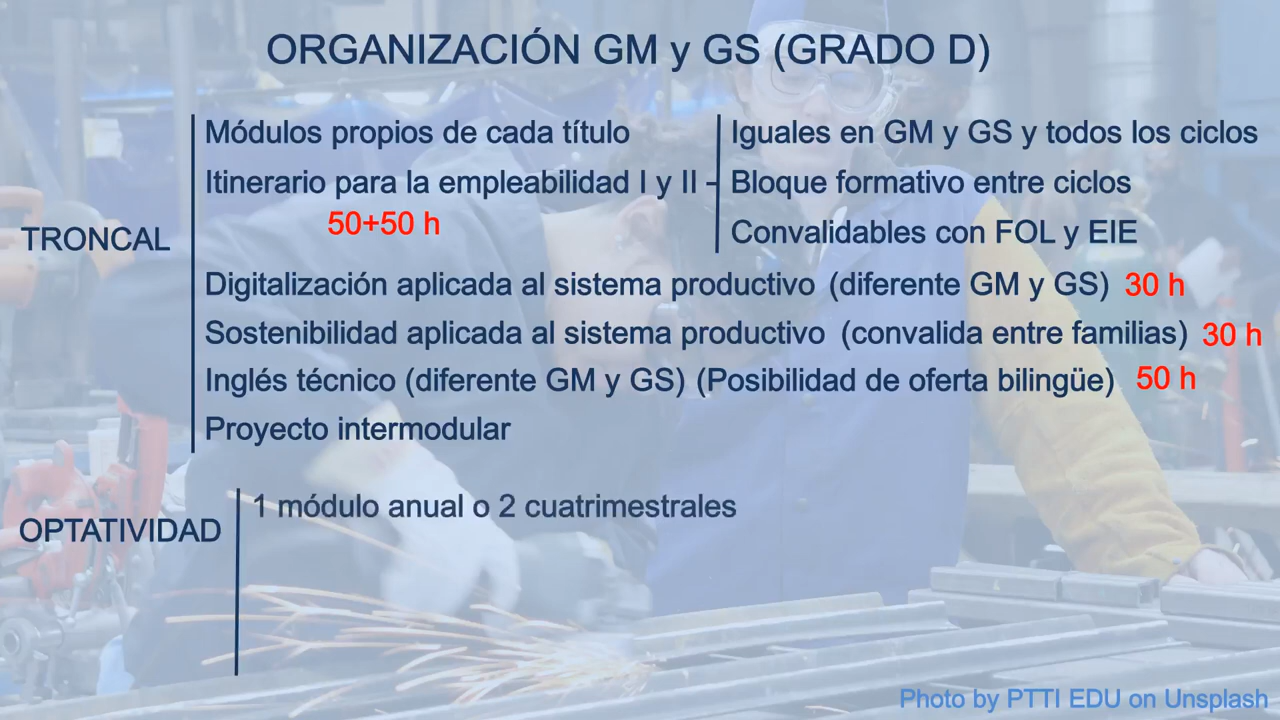 ORGANIZACIÓN GM y GS (GRADO D)
TRONCAL
Módulos propios de cada título
Itinerario para la empleabilidad I y II -
50+50 h
Iguales en GM y GS y todos los ciclos
Bloque formativo entre ciclos
Convalidables con FOL y EIE
Digitalización aplicada al sistema productivo (diferente GM y GS) 30 h
Sostenibilidad aplicada al sistema productivo (convalida entre familias) 30 h
Inglés técnico (diferente GM y GS) (Posibilidad de oferta bilingüe) 50 h
Proyecto intermodular
OPTATIVIDAD
1 módulo anual o 2 cuatrimestrales
Photo by PTTI EDU on Unsplash